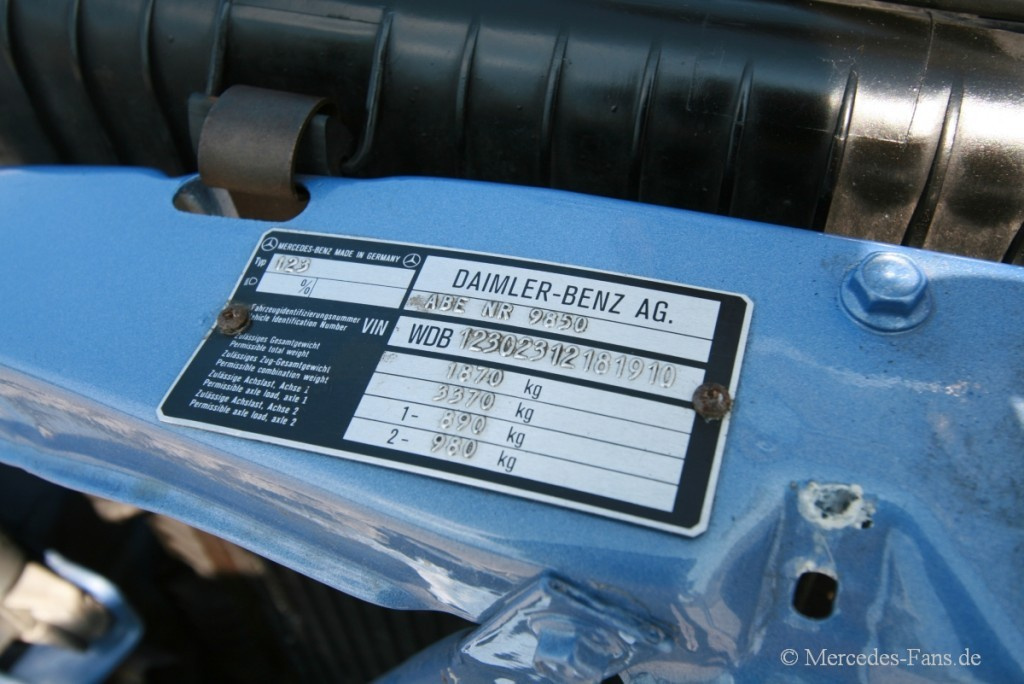 MERCEDES-BENZ MADE IN GERMANY
Typ 123
%
DAIMLER-BENZ AG.
ABE NR 9850
Fahrzeugidentifizierungsnummer
Vehicle Identification Number
VIN
WDB 12302312181910
Zulässiges Gesamtgewicht
Permissible total weight
1870 kg
Zulässiges Zug-Gesamtgewicht
Permissible combination weight
3370 kg
Zulässige Achslast, Achse 1
Permissible axle load, axle 1
1- 890 kg
Zulässige Achslast, Achse 2
Permissible axle load, axle 2
2- 980 kg
© Mercedes-Fans.de